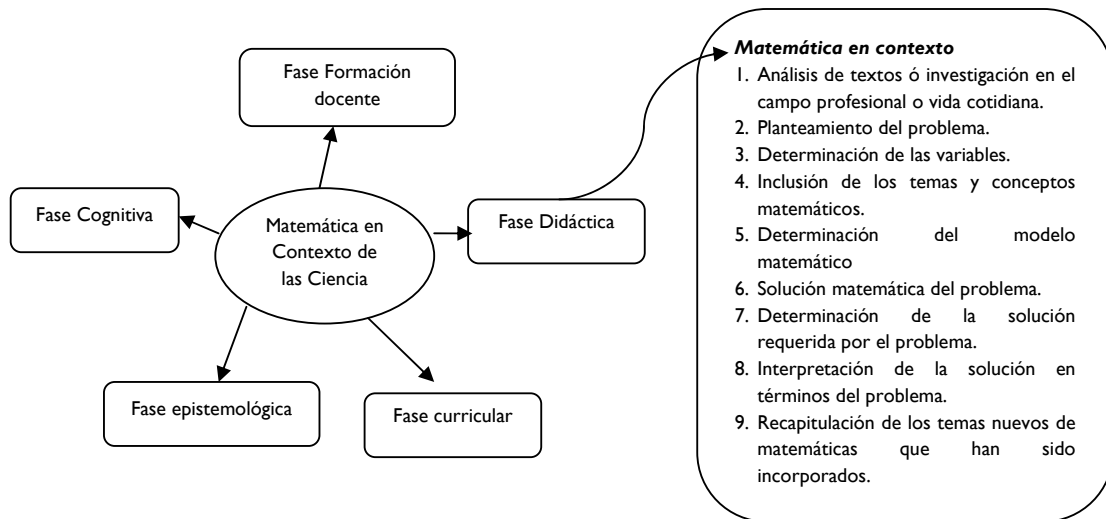 Fase Formación
docente
Fase Cognitiva
Matemática en
Contexto de
las Ciencia
Fase Didáctica
Fase epistemológica
Fase curricular
Matemática en contexto
1. Análisis de textos ó investigación en el
campo profesional o vida cotidiana.
2. Planteamiento del problema.
3. Determinación de las variables.
4. Inclusión de los temas y conceptos
matemáticos.
5. Determinación del modelo
matemático
6. Solución matemática del problema.
7. Determinación de la solución
requerida por el problema.
8. Interpretación de la solución en
términos del problema.
9. Recapitulación de los temas nuevos de
matemáticas que han sido
incorporados.